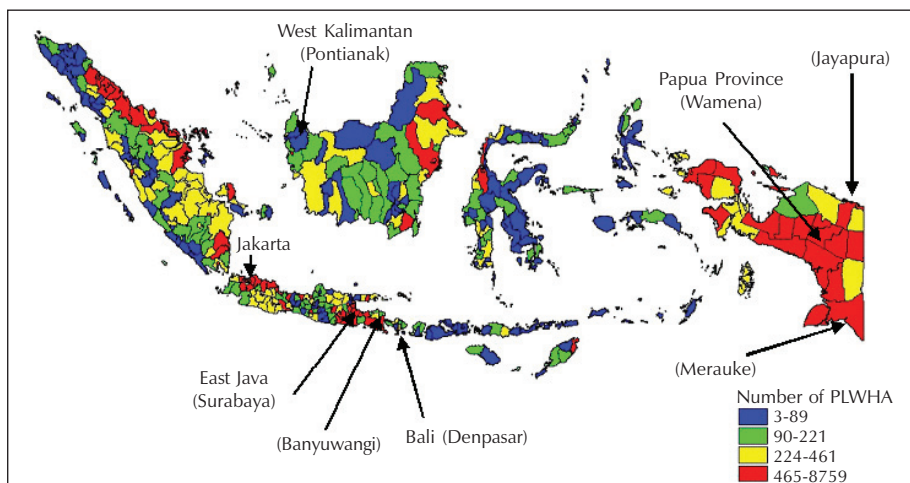 West Kalimantan
(Pontianak)
(Jayapura)
Papua Province
(Wamena)
Jakarta
East Java
(Surabaya)
(Banyuwangi)
Bali (Denpasar)
(Merauke)
Number of PLWHA
3-89
90-221
224-461
465-8759